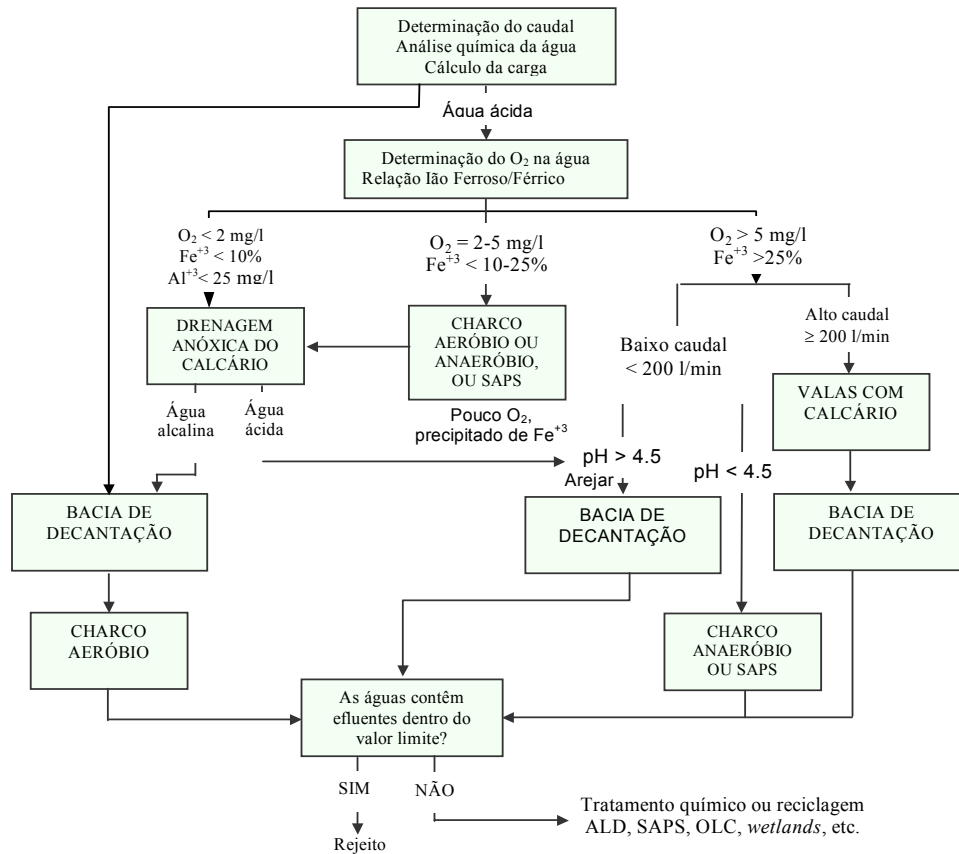 Determinação do caudal
Análise química da água
Cálculo da carga
Água ácida
Determinação do O₂ na água
Relação Ião Ferroso/Férrico
O₂ < 2 mg/l
Fe⁺³ < 10%
Al⁺³< 25 mg/l
O₂ = 2-5 mg/l
Fe⁺³ < 10-25%
O₂ > 5 mg/l
Fe⁺³ >25%
DRENAGEM
ANÓXICA DO
CALCÁRIO
CHARCO
AERÓBIO OU
ANAERÓBIO,
OU SAPS
Baixo caudal
< 200 l/min
Alto caudal
≥ 200 l/min
VALAS COM
CALCÁRIO
Água
alcalina
Água
ácida
Pouco O₂,
precipitado de Fe⁺³
pH > 4.5
pH < 4.5
Arejar
BACIA DE
DECANTAÇÃO
BACIA DE
DECANTAÇÃO
BACIA DE
DECANTAÇÃO
CHARCO
AERÓBIO
CHARCO
ANAERÓBIO
OU SAPS
As águas contêm
efluentes dentro do
valor limite?
SIM
NÃO
Rejeito
Tratamento químico ou reciclagem
ALD, SAPS, OLC, wetlands, etc.